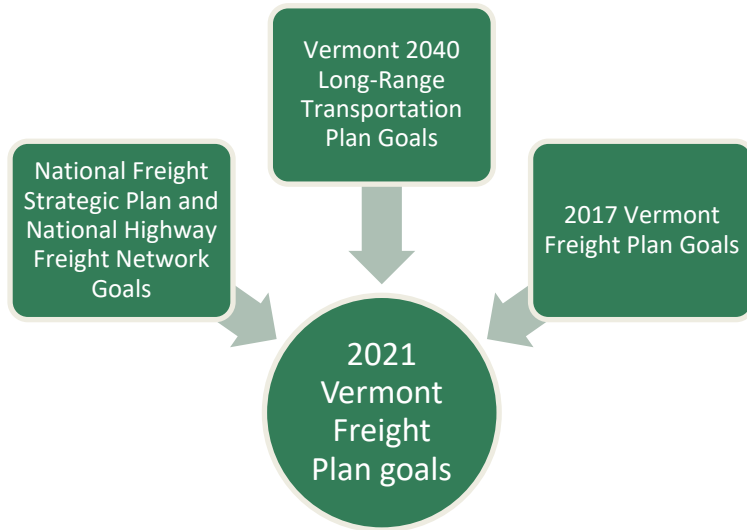 Vermont 2040
Long-Range
Transportation
Plan Goals
National Freight
Strategic Plan and
National Highway
Freight Network
Goals
2017 Vermont
Freight Plan Goals
2021
Vermont
Freight
Plan goals